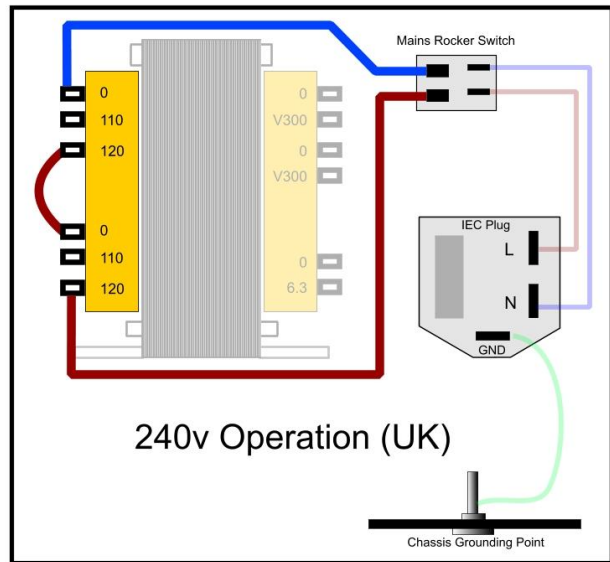 Mains Rocker Switch
0
110
120
0
110
120
0
V300
0
V300
0
6.3
IEC Plug
L
N
GND
240v Operation (UK)
Chassis Grounding Point